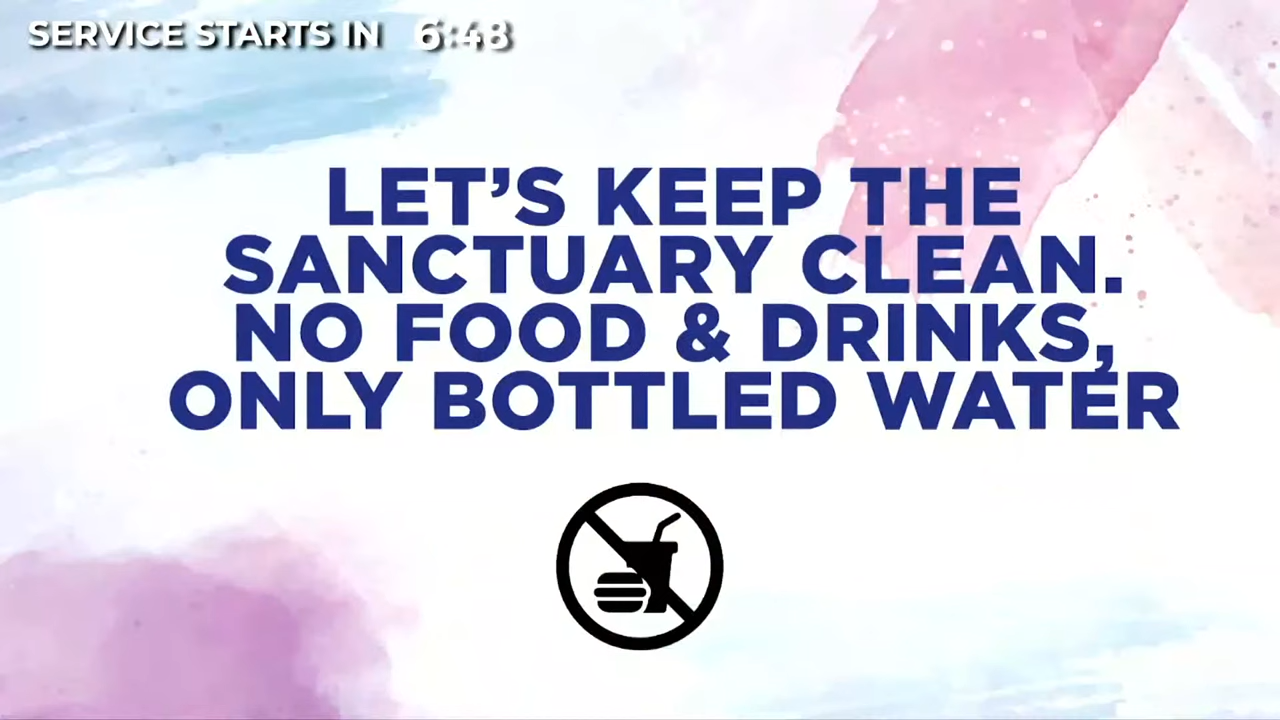 SERVICE STARTS IN 6:48
LET’S KEEP THE
SANCTUARY CLEAN.
NO FOOD & DRINKS,
ONLY BOTTLED WATER